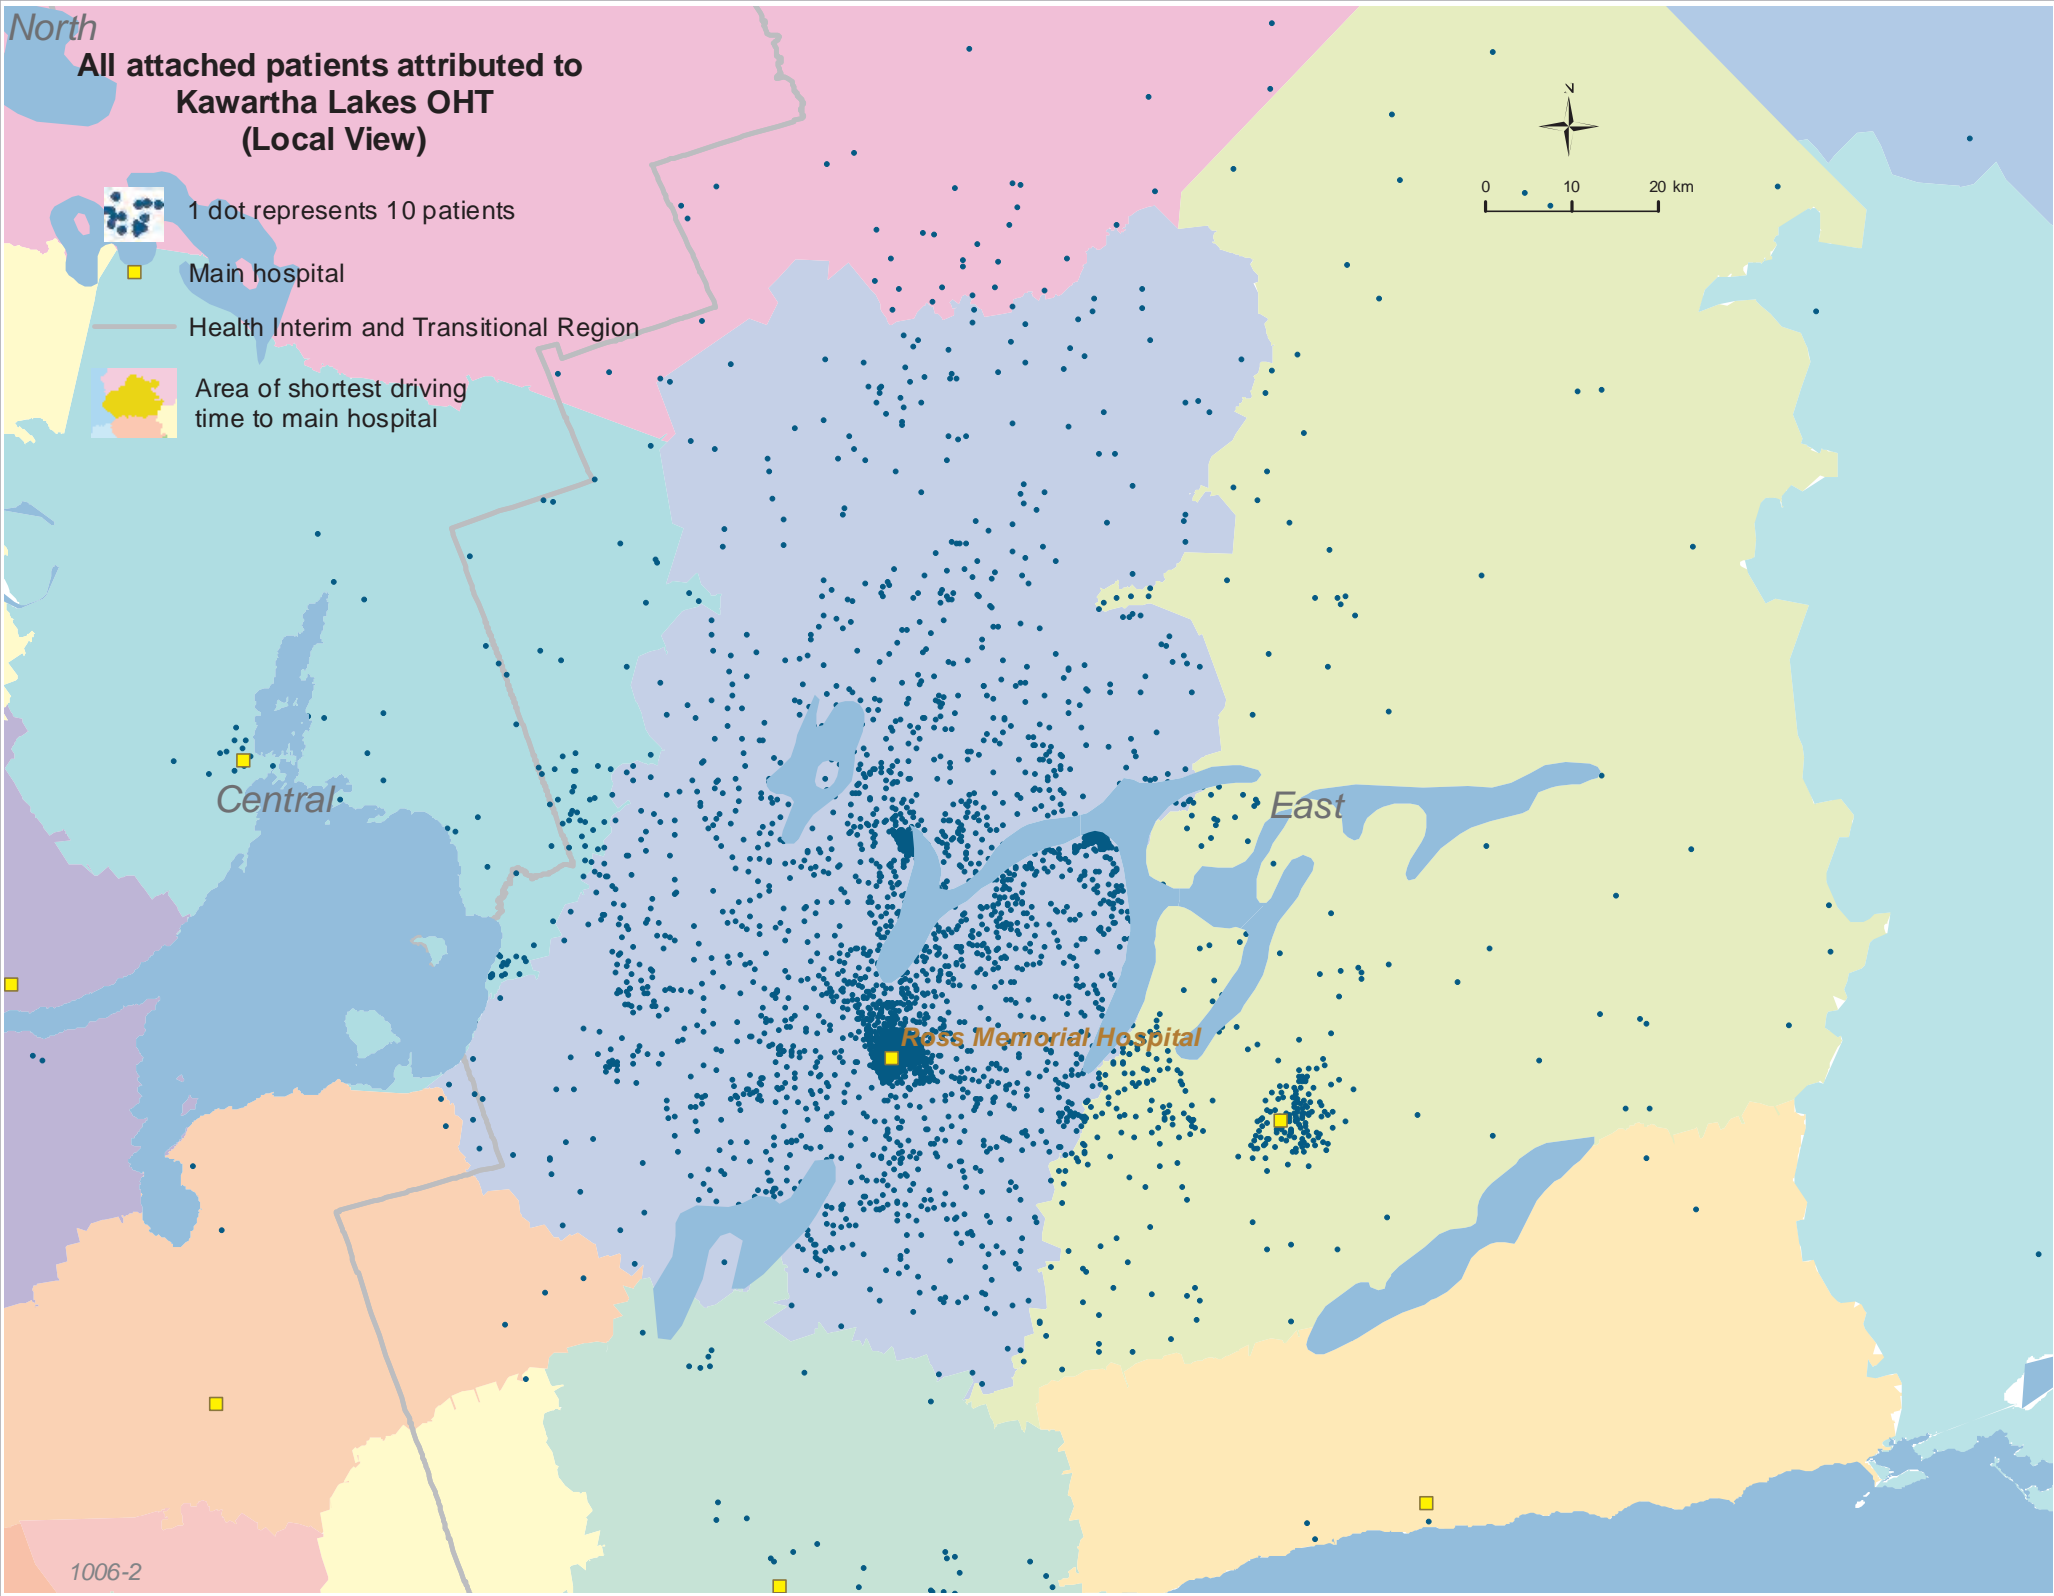 North
All attached patients attributed to
Kawartha Lakes OHT
(Local View)
N
0 10 20 km
1 dot represents 10 patients
Main hospital
Health Interim and Transitional Region
Area of shortest driving
time to main hospital
Central
East
Ross Memorial Hospital
1006-2